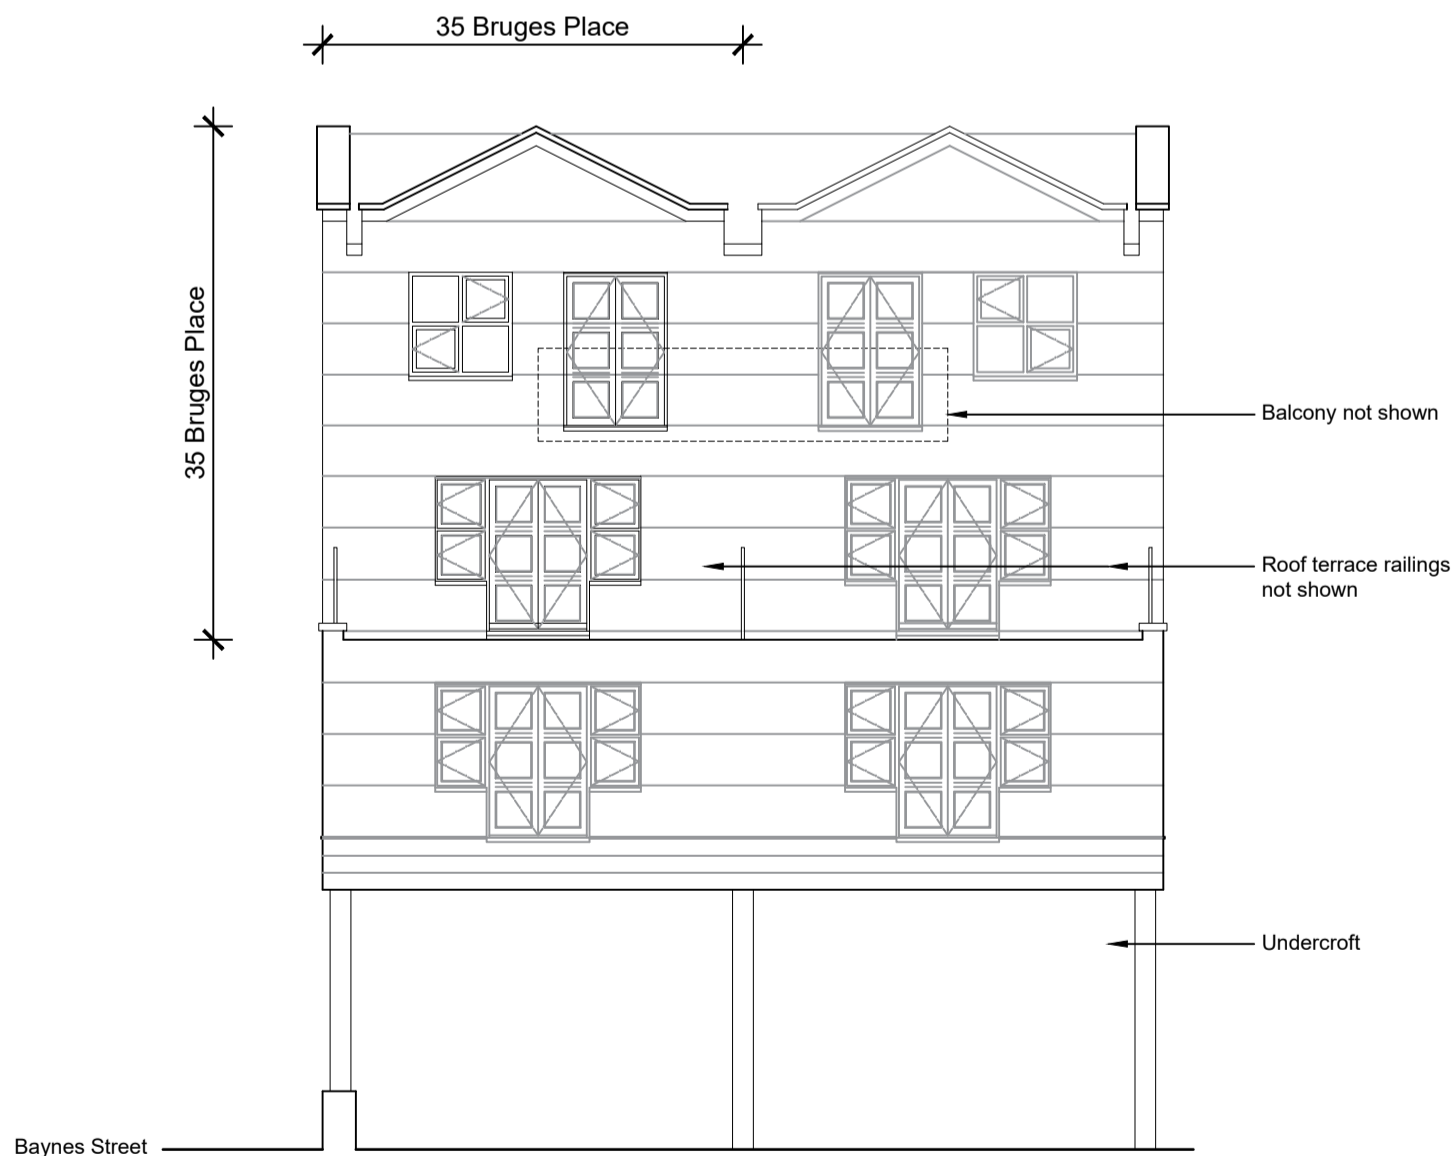 35 Bruges Place
35 Bruges Place
Balcony not shown
Roof terrace railings
not shown
Undercroft
Baynes Street